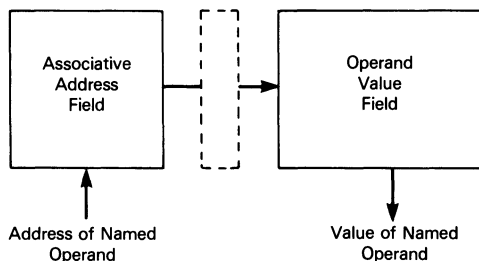 Associative
Address
Field
Operand
Value
Field
Address of Named
Operand
Value of Named
Operand